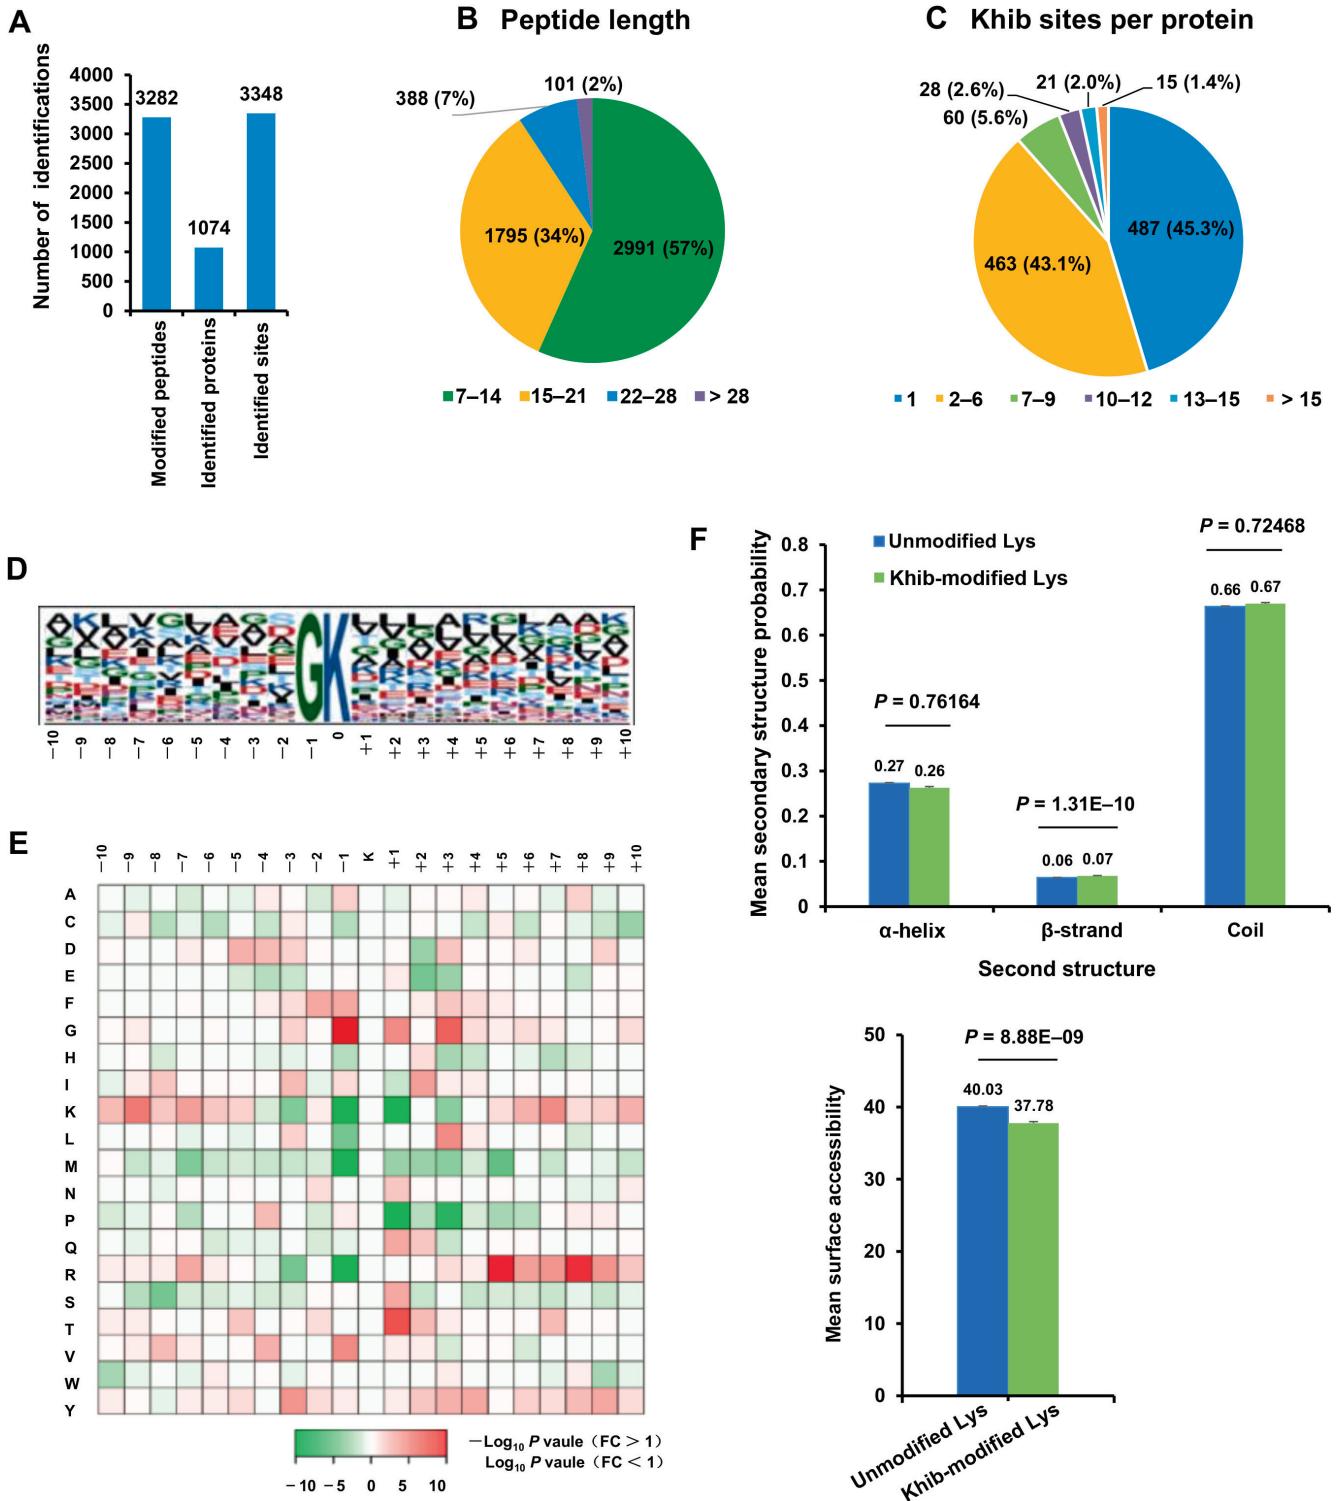 A
Number of identifications
4000
3500
3000
2500
2000
1500
1000
500
0
3282
1074
3348
Modified peptides
Identified proteins
Identified sites
B Peptide length
101 (2%)
388 (7%)
1795 (34%)
2991 (57%)
7–14 15–21 22–28 > 28
C Khib sites per protein
21 (2.0%) 15 (1.4%)
28 (2.6%)
60 (5.6%)
487 (45.3%)
463 (43.1%)
1 2–6 7–9 10–12 13–15 > 15
D
GK
−10 −9 −8 −7 −6 −5 −4 −3 −2 −1 0 +1 +2 +3 +4 +5 +6 +7 +8 +9 +10
E
−10 −9 −8 −7 −6 −5 −4 −3 −2 −1 K +1 +2 +3 +4 +5 +6 +7 +8 +9 +10
A
C
D
E
F
G
H
I
K
L
M
N
P
Q
R
S
T
V
W
Y
−10 −5 0 5 10
−Log10 P vaule (FC > 1)
Log10 P vaule (FC < 1)
F
Mean secondary structure probability
0.8
0.7
0.6
0.5
0.4
0.3
0.2
0.1
0
Unmodified Lys
Khib-modified Lys
P = 0.76164
0.27 0.26
P = 1.31E–10
0.06 0.07
P = 0.72468
0.66 0.67
α-helix β-strand Coil
Second structure
Mean surface accessibility
50
40
30
20
10
0
P = 8.88E–09
40.03
37.78
Unmodified Lys
Khib-modified Lys